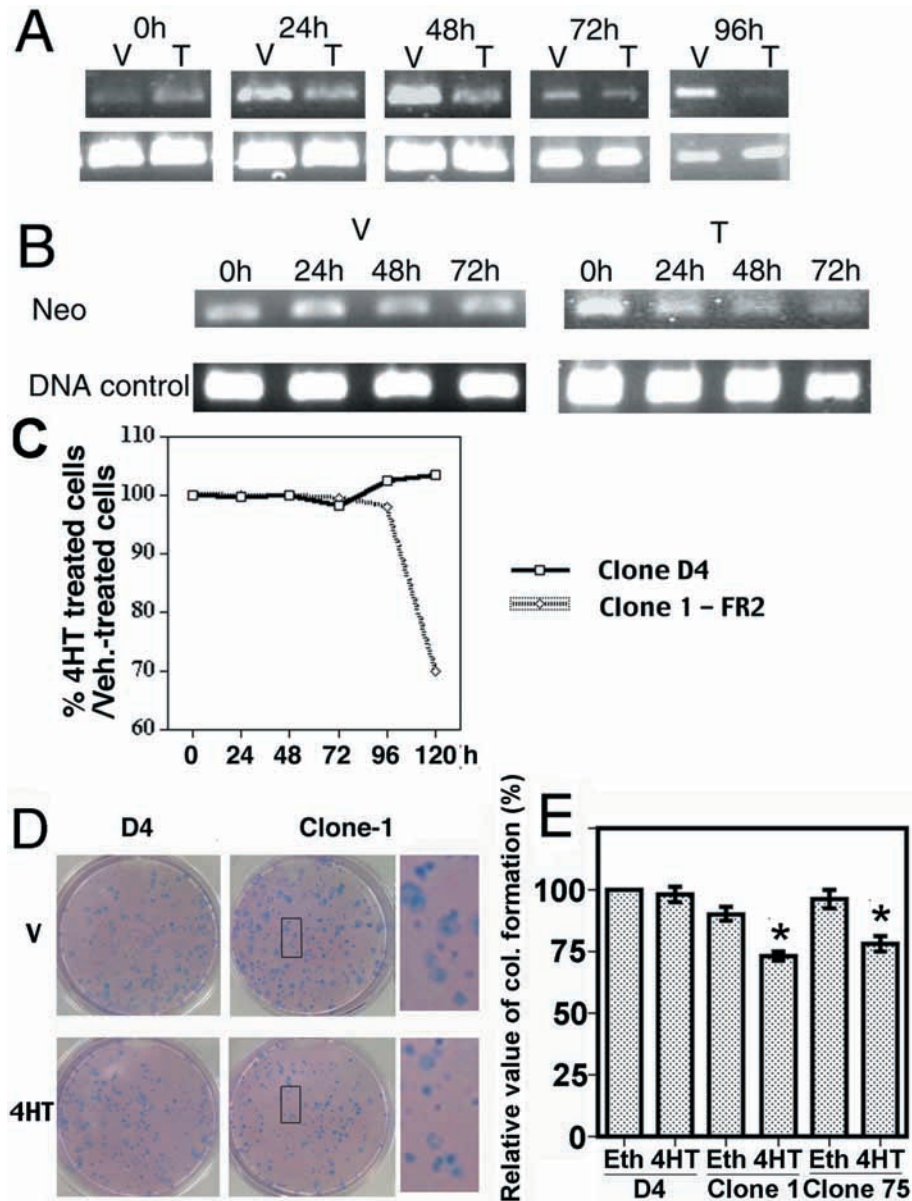 A
0h 24h 48h 72h 96h
V T V T V T V T V T
B
V T
0h 24h 48h 72h 0h 24h 48h 72h
Neo
DNA control
C
% 4HT treated cells
/Veh.-treated cells
110
100
90
80
70
60
0 24 48 72 96 120 h
Clone D4
Clone 1 – FR2
D
D4 Clone-1
V
4HT
E
Relative value of col. formation (%)
100
75
50
25
0
* *
Eth 4HT Eth 4HT Eth 4HT
D4 Clone 1 Clone 75